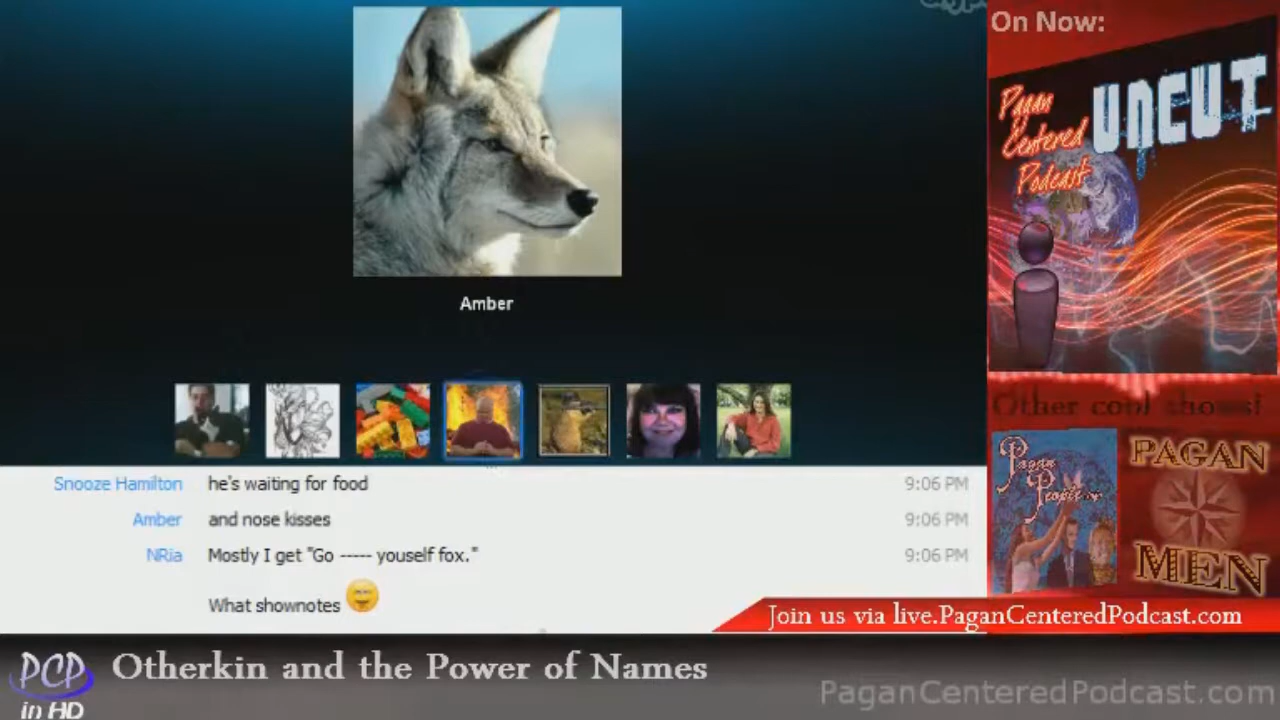 On Now:
Pagan
Centered
Podcast
UNCUT
Amber
Other cool shows!
Pagan
People
PAGAN
MEN
Snooze Hamilton he's waiting for food 9:06 PM
Amber and nose kisses 9:06 PM
NRia Mostly I get "Go ----- youself fox." 9:06 PM
What shownotes
Join us via live.PaganCenteredPodcast.com
PCP
in HD
Otherkin and the Power of Names
PaganCenteredPodcast.com